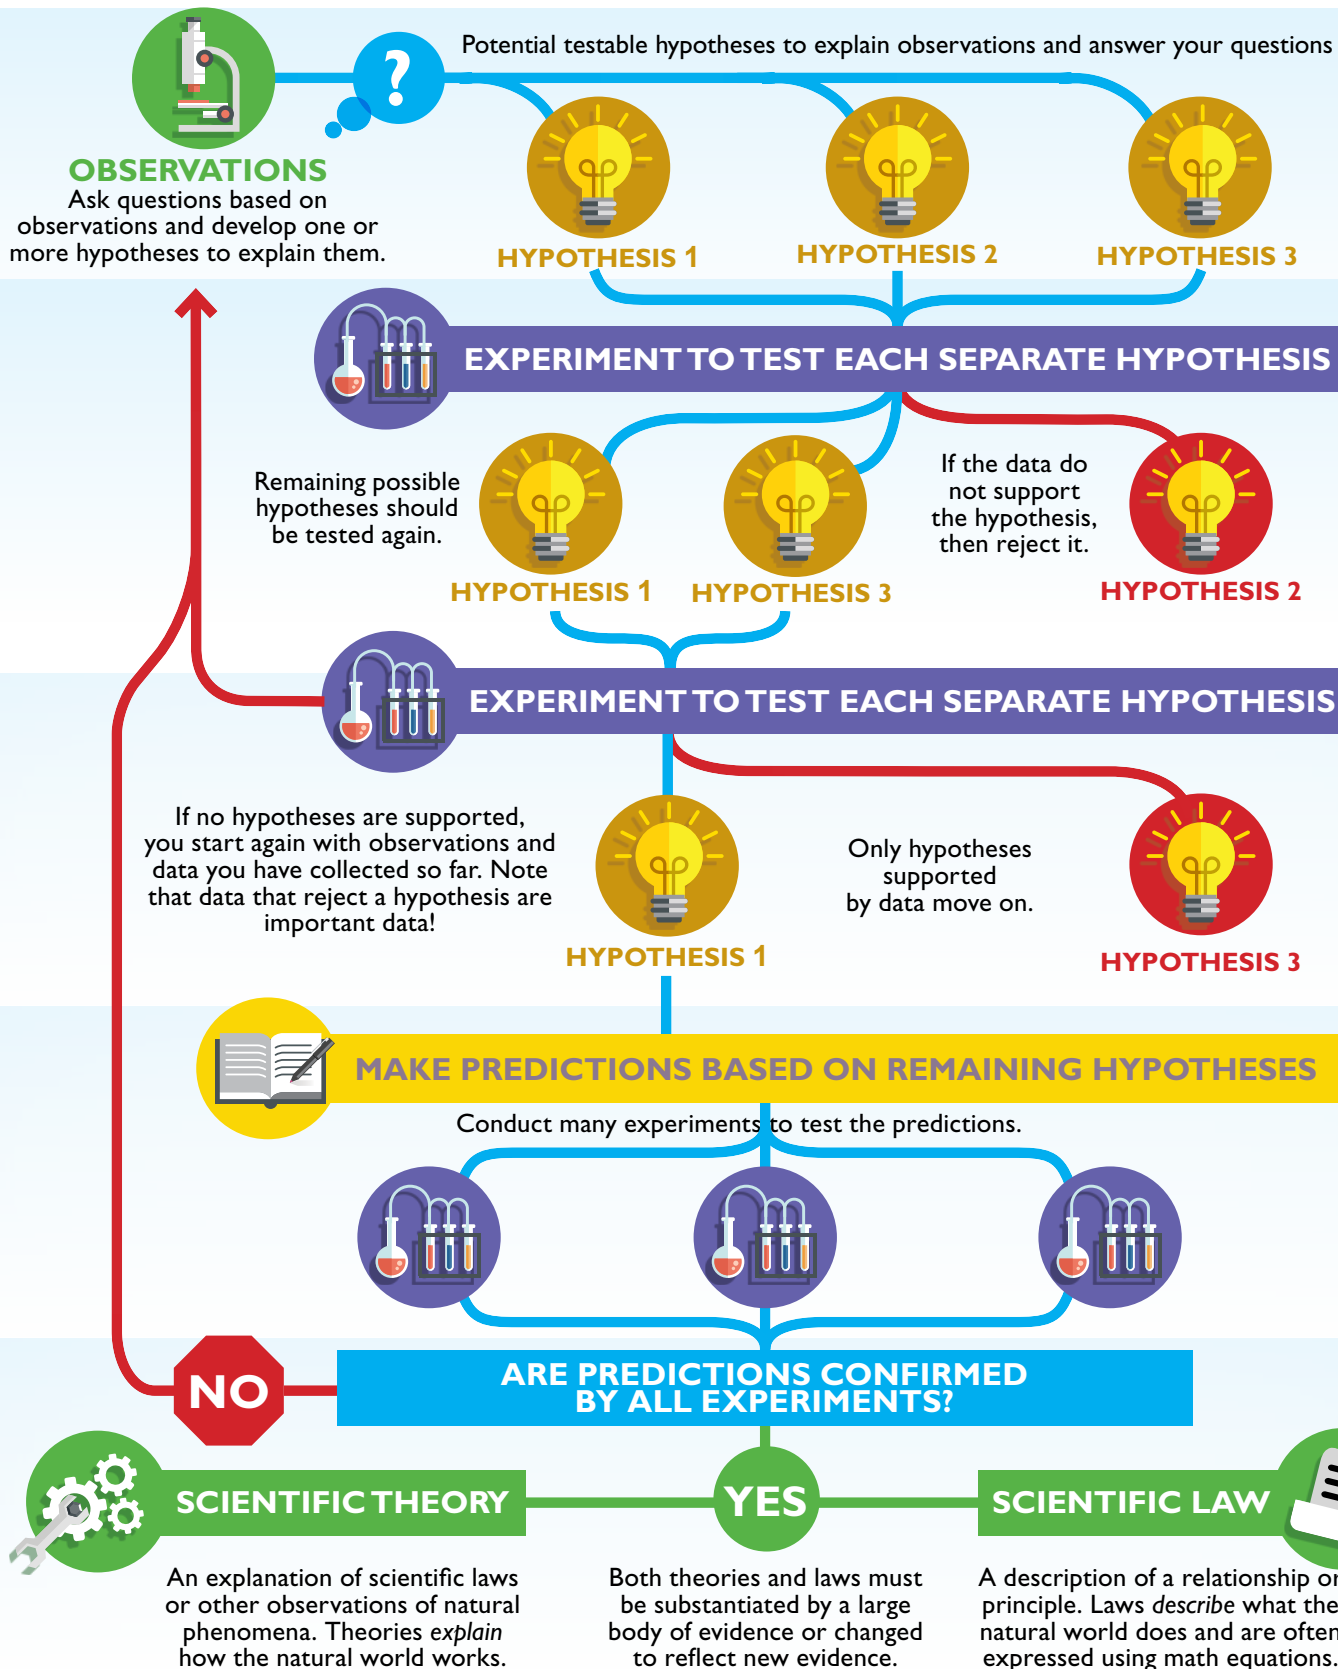 Potential testable hypotheses to explain observations and answer your questions
?
OBSERVATIONS
Ask questions based on
observations and develop one or
more hypotheses to explain them.
HYPOTHESIS 1
HYPOTHESIS 2
HYPOTHESIS 3
EXPERIMENT TO TEST EACH SEPARATE HYPOTHESIS
Remaining possible
hypotheses should
be tested again.
HYPOTHESIS 1
HYPOTHESIS 3
If the data do
not support
the hypothesis,
then reject it.
HYPOTHESIS 2
EXPERIMENT TO TEST EACH SEPARATE HYPOTHESIS
If no hypotheses are supported,
you start again with observations and
data you have collected so far. Note
that data that reject a hypothesis are
important data!
HYPOTHESIS 1
Only hypotheses
supported
by data move on.
HYPOTHESIS 3
MAKE PREDICTIONS BASED ON REMAINING HYPOTHESES
Conduct many experiments to test the predictions.
ARE PREDICTIONS CONFIRMED
BY ALL EXPERIMENTS?
NO
YES
SCIENTIFIC THEORY
An explanation of scientific laws
or other observations of natural
phenomena. Theories explain
how the natural world works.
Both theories and laws must
be substantiated by a large
body of evidence or changed
to reflect new evidence.
SCIENTIFIC LAW
A description of a relationship or
principle. Laws describe what the
natural world does and are often
expressed using math equations.